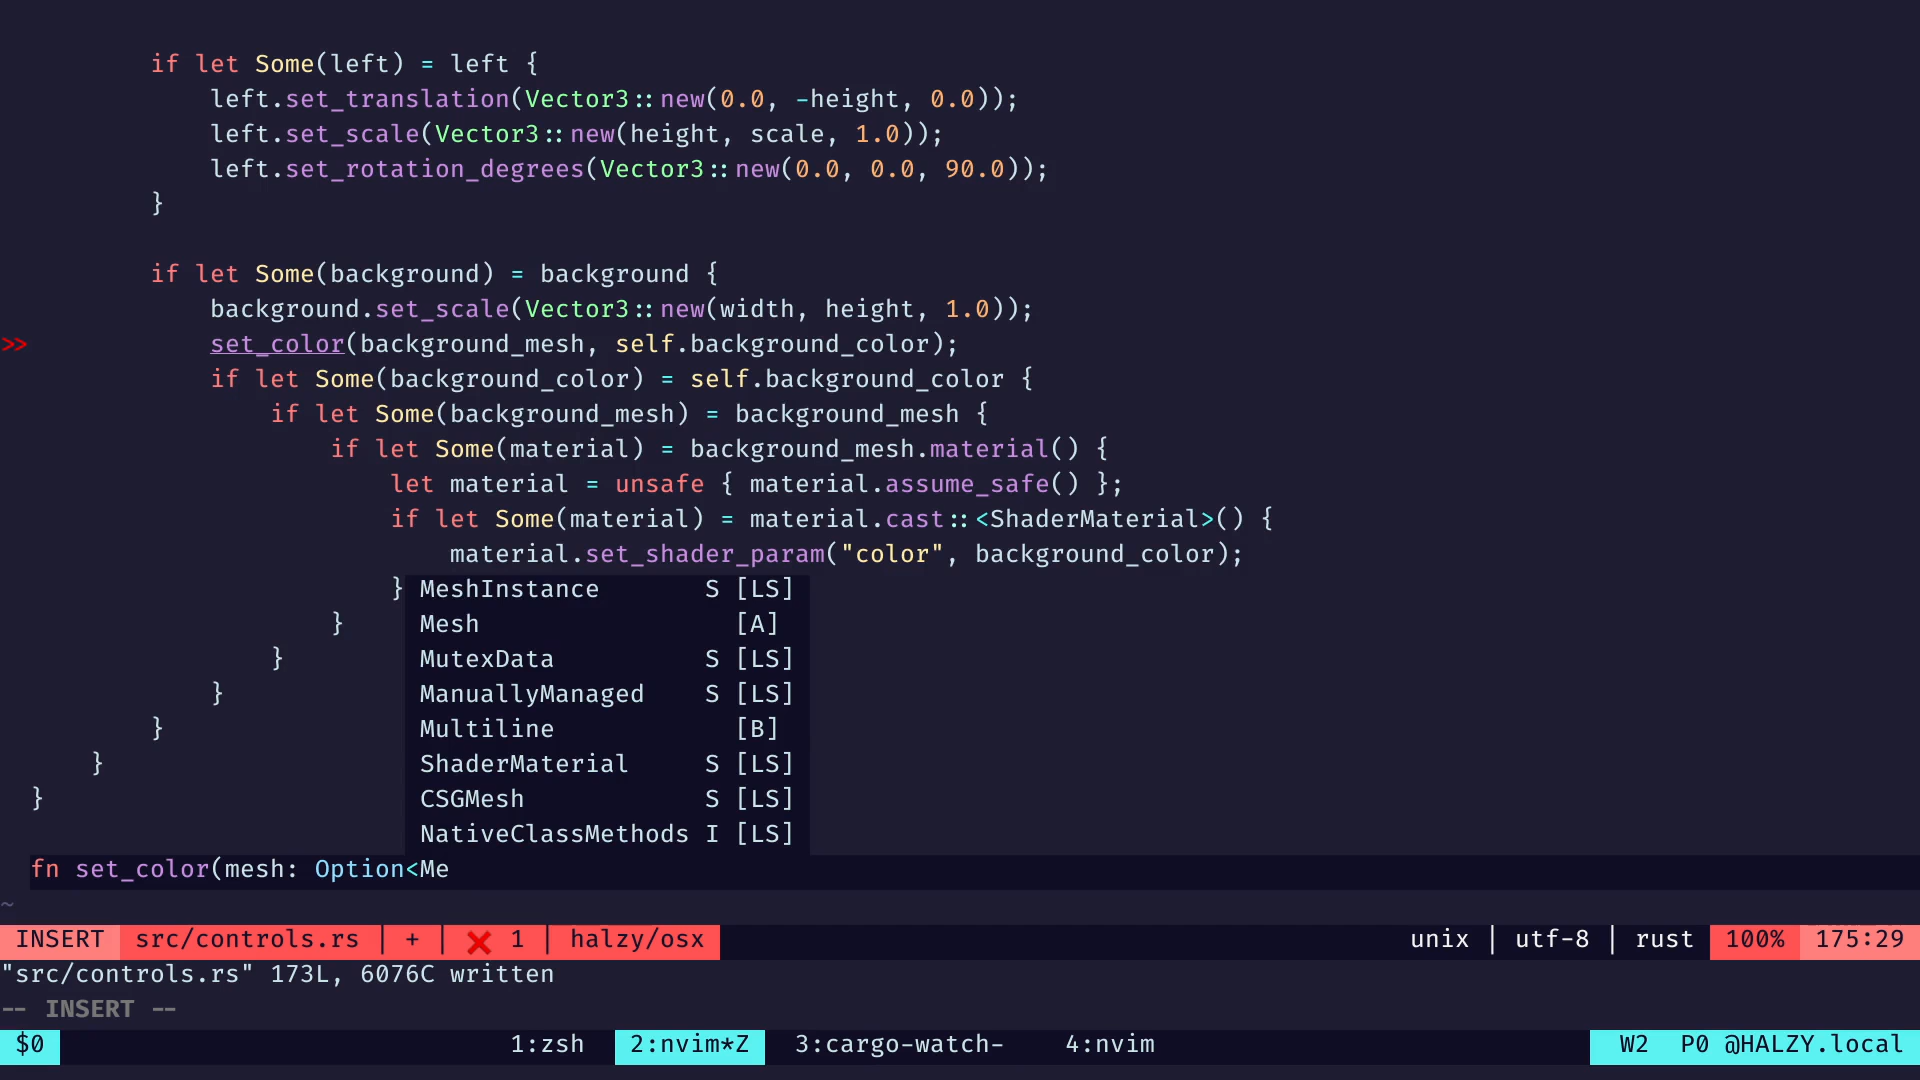 if let Some(left) = left {
left.set_translation(Vector3::new(0.0, -height, 0.0));
left.set_scale(Vector3::new(height, scale, 1.0));
left.set_rotation_degrees(Vector3::new(0.0, 0.0, 90.0));
}
if let Some(background) = background {
background.set_scale(Vector3::new(width, height, 1.0));
>> set_color(background_mesh, self.background_color);
if let Some(background_color) = self.background_color {
if let Some(background_mesh) = background_mesh {
if let Some(material) = background_mesh.material() {
let material = unsafe { material.assume_safe() };
if let Some(material) = material.cast::<ShaderMaterial>() {
material.set_shader_param("color", background_color);
} MeshInstance S [LS]
} Mesh [A]
} MutexData S [LS]
} ManuallyManaged S [LS]
} Multiline [B]
} ShaderMaterial S [LS]
} CSGMesh S [LS]
NativeClassMethods I [LS]
fn set_color(mesh: Option<Me
~
INSERT src/controls.rs | + | ❌ 1 | halzy/osx unix | utf-8 | rust 100% 175:29
"src/controls.rs" 173L, 6076C written
-- INSERT --
$0 1:zsh 2:nvim*Z 3:cargo-watch- 4:nvim W2 P0 @HALZY.local